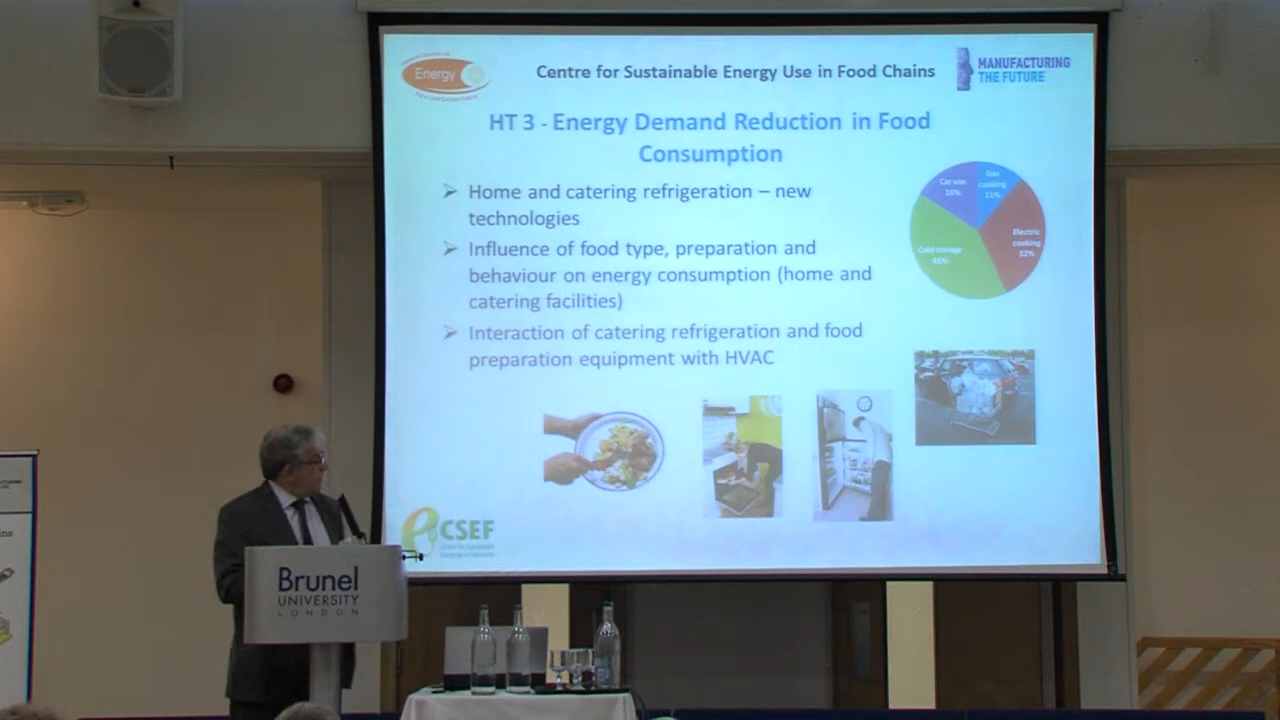 Energy
Centre for Sustainable Energy Use in Food Chains
MANUFACTURING
THE FUTURE
HT 3 - Energy Demand Reduction in Food
Consumption
➢ Home and catering refrigeration – new
technologies
➢ Influence of food type, preparation and
behaviour on energy consumption (home and
catering facilities)
➢ Interaction of catering refrigeration and food
preparation equipment with HVAC
Car use
16%
Gas
cooking
11%
Electric
cooking
32%
Cold storage
41%
CSEF
Brunel
UNIVERSITY
LONDON